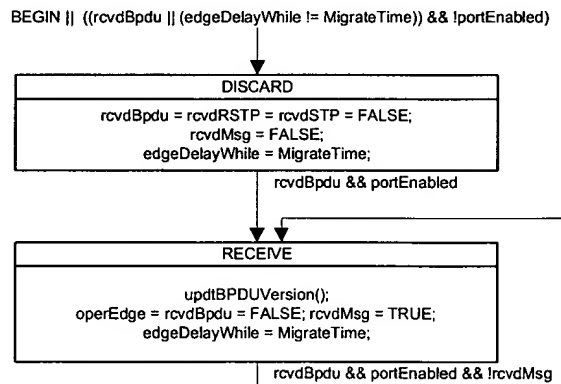 BEGIN || ((rcvdBpdu || (edgeDelayWhile != MigrateTime)) && !portEnabled)
DISCARD
rcvdBpdu = rcvdRSTP = rcvdSTP = FALSE;
rcvdMsg = FALSE;
edgeDelayWhile = MigrateTime;
rcvdBpdu && portEnabled
RECEIVE
updtBPDUVersion();
operEdge = rcvdBpdu = FALSE; rcvdMsg = TRUE;
edgeDelayWhile = MigrateTime;
rcvdBpdu && portEnabled && !rcvdMsg